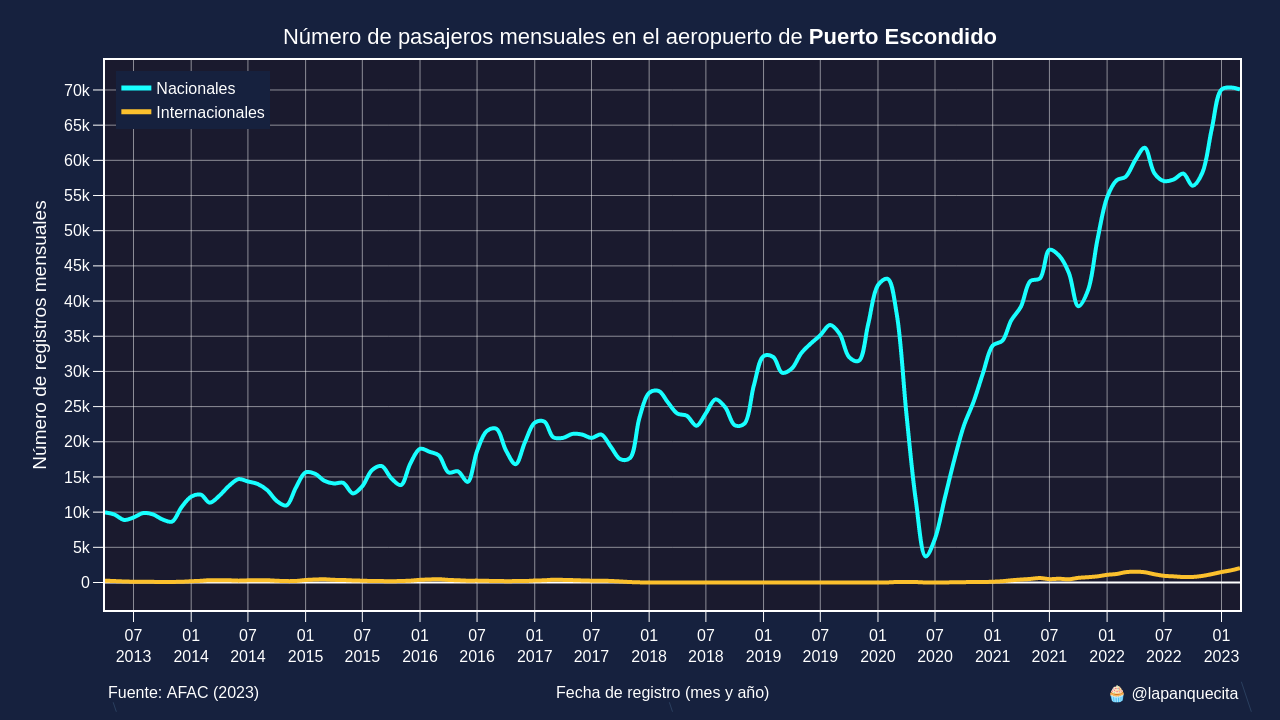 Número de pasajeros mensuales en el aeropuerto de Puerto Escondido
Nacionales
Internacionales
Número de registros mensuales
70k
65k
60k
55k
50k
45k
40k
35k
30k
25k
20k
15k
10k
5k
0
07 01 07 01 07 01 07 01 07 01 07 01 07 01 07 01 07 01 07 01
2013 2014 2014 2015 2015 2016 2016 2017 2017 2018 2018 2019 2019 2020 2020 2021 2021 2022 2022 2023
Fuente: AFAC (2023)
Fecha de registro (mes y año)
🧁 @lapanquecita